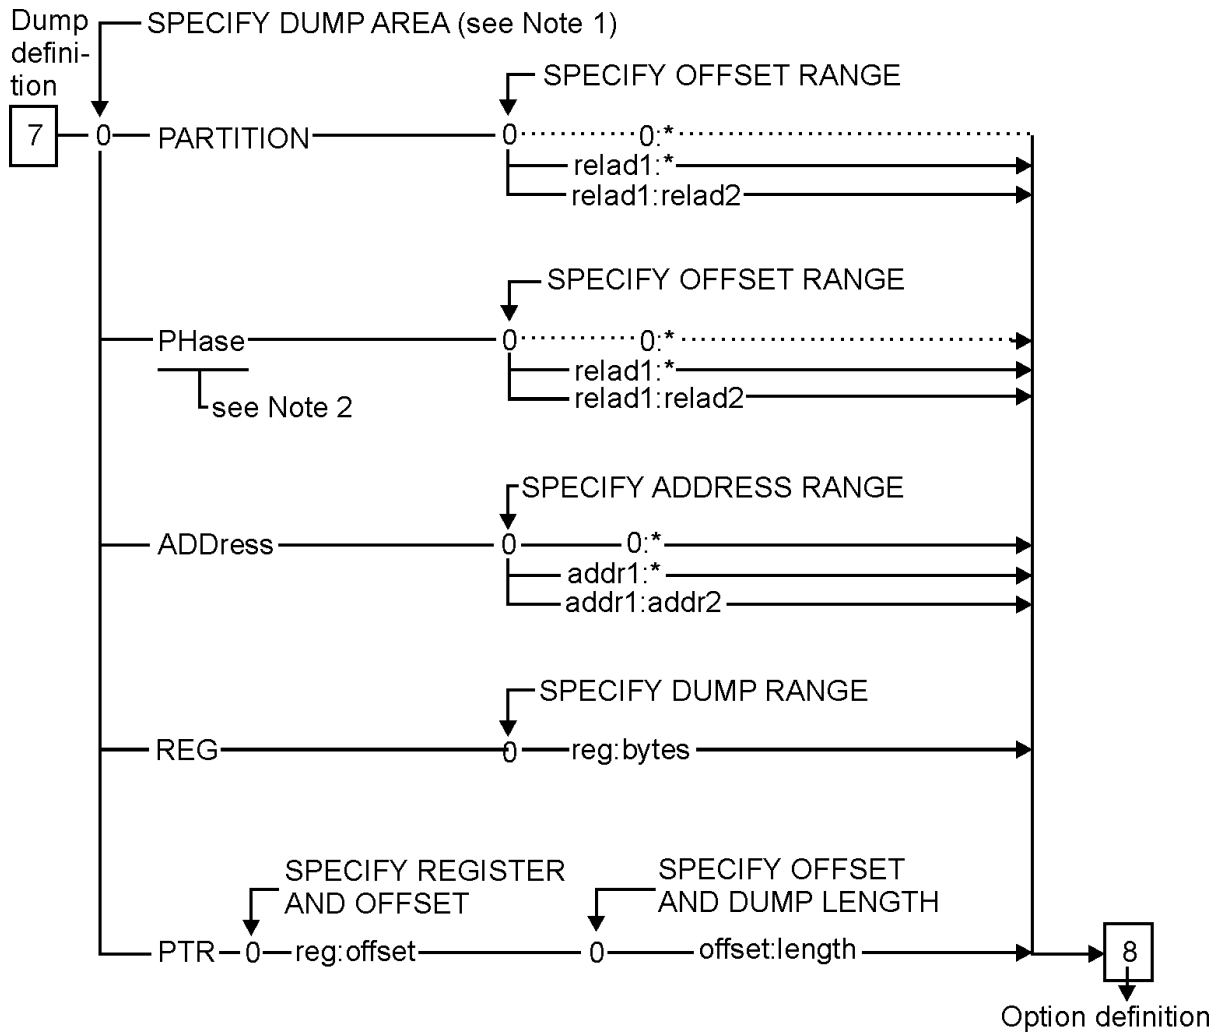 Dump
defini-
tion
SPECIFY DUMP AREA (see Note 1)
SPECIFY OFFSET RANGE
7 0 PARTITION 0 0:*
relad1:*
relad1:relad2
SPECIFY OFFSET RANGE
PHase 0 0:*
relad1:*
relad1:relad2
see Note 2
SPECIFY ADDRESS RANGE
ADDress 0 0:*
addr1:*
addr1:addr2
SPECIFY DUMP RANGE
REG 0 reg:bytes
SPECIFY REGISTER
AND OFFSET
SPECIFY OFFSET
AND DUMP LENGTH
PTR 0 reg:offset 0 offset:length
8
Option definition